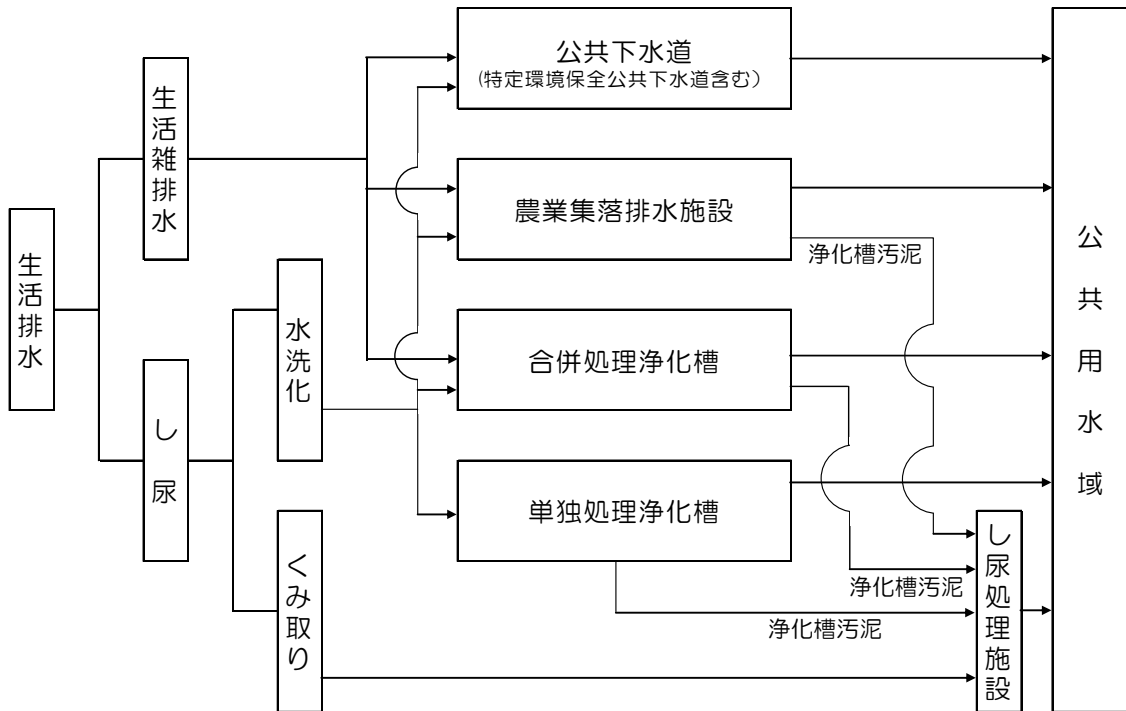 生活排水
生活雑排水
し尿
水洗化
くみ取り
公共下水道
(特定環境保全公共下水道含む)
農業集落排水施設
浄化槽汚泥
合併処理浄化槽
単独処理浄化槽
浄化槽汚泥
浄化槽汚泥
し尿処理施設
公共用水域